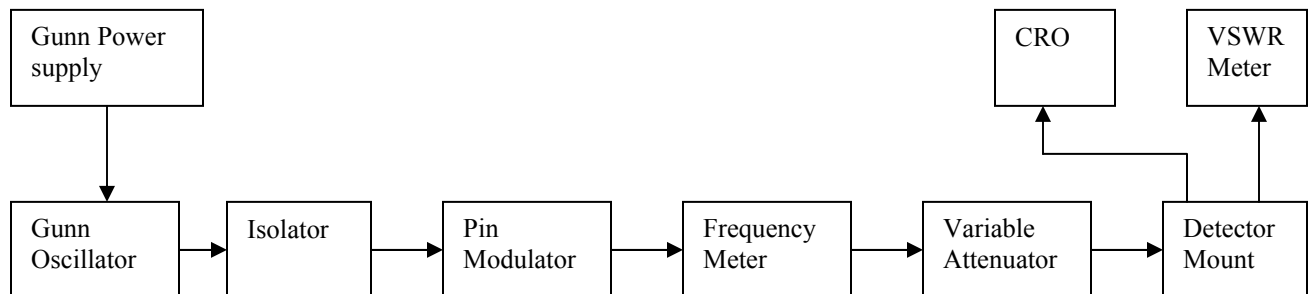 Gunn Power
supply
CRO
VSWR
Meter
Gunn
Oscillator
Isolator
Pin
Modulator
Frequency
Meter
Variable
Attenuator
Detector
Mount